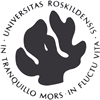 · UNIVERSITAS ROSKILDENSIS ·
IN TRANQUILLO MORS · IN FLUCTU VITA